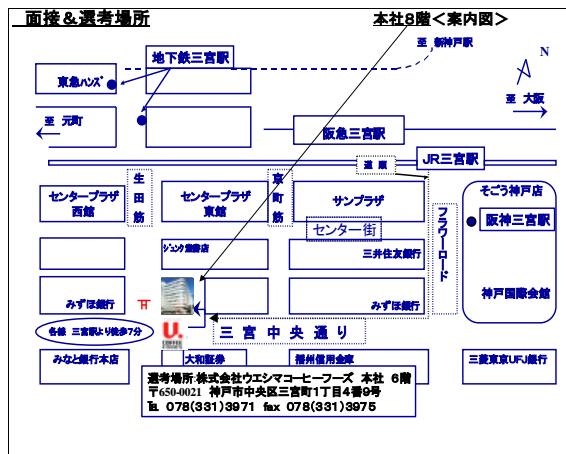 面接&選考場所
本社8階<案内図>
至 新神戸駅
N
地下鉄三宮駅
東急ハンズ
至 大阪
至 元町
阪急三宮駅
JR三宮駅
道順
生田筋
京町筋
フラワーロード
センタープラザ
西館
センタープラザ
東館
サンプラザ
そごう神戸店
阪神三宮駅
センター街
ジュンク堂書店
三井住友銀行
神戸国際会館
みずほ銀行
みずほ銀行
各線 三宮駅より徒歩7分
U.
三宮中央通り
みなと銀行本店
大和証券
播州信用金庫
三菱東京UFJ銀行
選考場所:株式会社ウエシマコーヒーフーズ 本社 6階
〒650-0021 神戸市中央区三宮町1丁目4番9号
℡ 078(331)3971 fax 078(331)3975